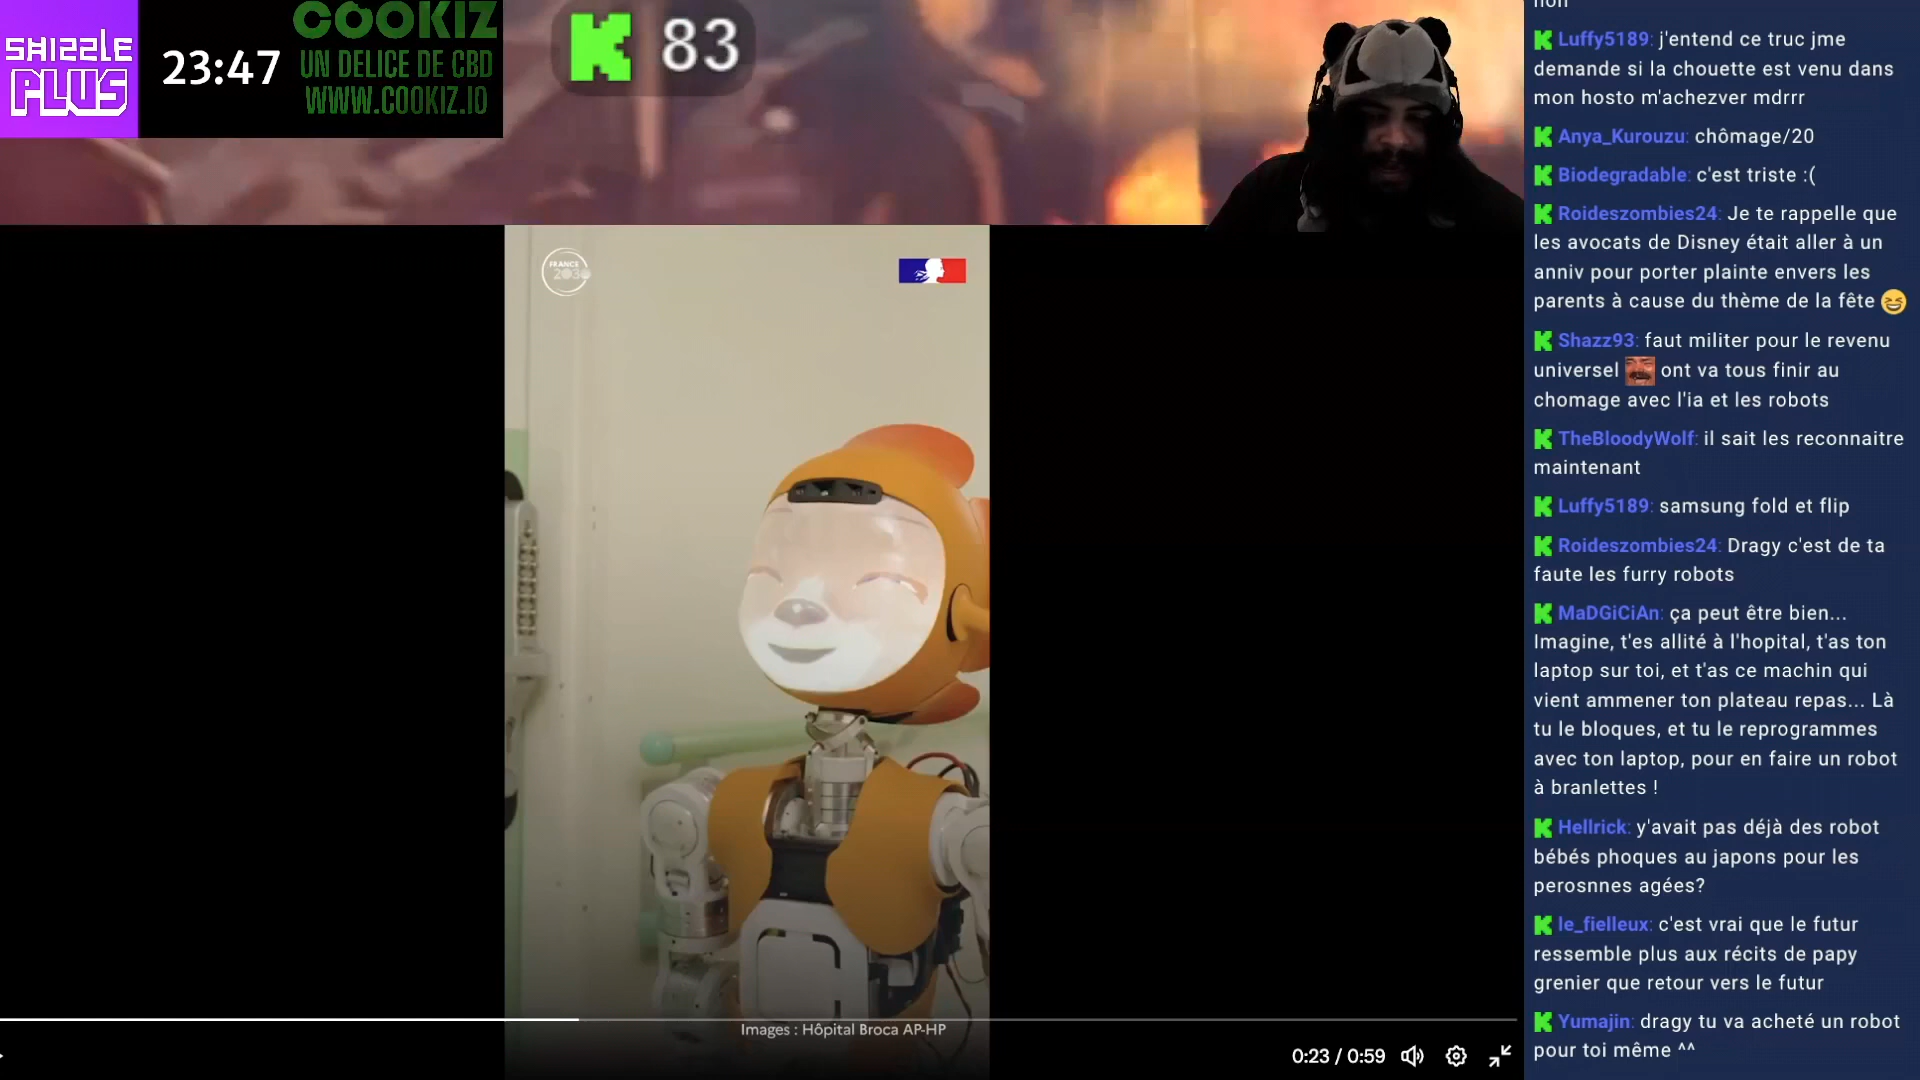 SHIZZLE
PLUS
23:47
COOKIZ
UN DELICE DE CBD
WWW.COOKIZ.IO
83
FRANCE
2030
Images : Hôpital Broca AP-HP
0:23 / 0:59
non
Luffy5189: j'entend ce truc jme
demande si la chouette est venu dans
mon hosto m'achezver mdrrr
Anya_Kurouzu: chômage/20
Biodegradable: c'est triste :(
Roideszombies24: Je te rappelle que
les avocats de Disney était aller à un
anniv pour porter plainte envers les
parents à cause du thème de la fête 😆
Shazz93: faut militer pour le revenu
universel ont va tous finir au
chomage avec l'ia et les robots
TheBloodyWolf: il sait les reconnaitre
maintenant
Luffy5189: samsung fold et flip
Roideszombies24: Dragy c'est de ta
faute les furry robots
MaDGiCiAn: ça peut être bien...
Imagine, t'es allité à l'hopital, t'as ton
laptop sur toi, et t'as ce machin qui
vient ammener ton plateau repas... Là
tu le bloques, et tu le reprogrammes
avec ton laptop, pour en faire un robot
à branlettes !
Hellrick: y'avait pas déjà des robot
bébés phoques au japons pour les
perosnnes agées?
le_fielleux: c'est vrai que le futur
ressemble plus aux récits de papy
grenier que retour vers le futur
Yumajin: dragy tu va acheté un robot
pour toi même ^^